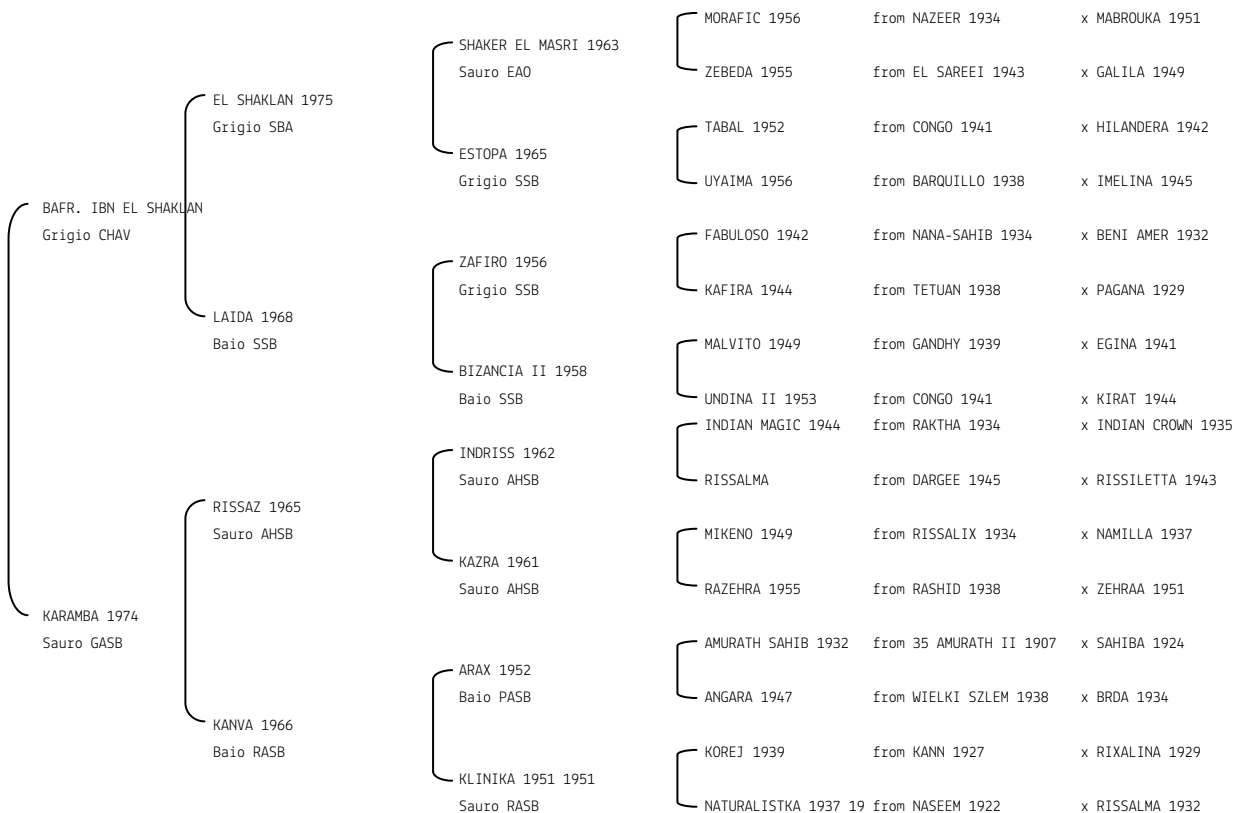 MORAFIC 1956 from NAZEER 1934 x MABROUKA 1951
SHAKER EL MASRI 1963
Sauro EAO
ZEBEDA 1955 from EL SAREEI 1943 x GALILA 1949
EL SHAKLAN 1975
Grigio SBA
TABAL 1952 from CONGO 1941 x HILANDERA 1942
ESTOPA 1965
Grigio SSB
UYAIMA 1956 from BARQUILLO 1938 x IMELINA 1945
BAFR. IBN EL SHAKLAN
Grigio CHAV
FABULOSO 1942 from NANA-SAHIB 1934 x BENI AMER 1932
ZAFIRO 1956
Grigio SSB
KAFIRA 1944 from TETUAN 1938 x PAGANA 1929
LAIDA 1968
Baio SSB
MALVITO 1949 from GANDHY 1939 x EGINA 1941
BIZANCIA II 1958
Baio SSB
UNDINA II 1953 from CONGO 1941 x KIRAT 1944
INDIAN MAGIC 1944 from RAKTHA 1934 x INDIAN CROWN 1935
INDRISS 1962
Sauro AHSB
RISSALMA from DARGEE 1945 x RISSILETTA 1943
RISSAZ 1965
Sauro AHSB
MIKENO 1949 from RISSALIX 1934 x NAMILLA 1937
KAZRA 1961
Sauro AHSB
RAZEHRA 1955 from RASHID 1938 x ZEHRAA 1951
KARAMBA 1974
Sauro GASB
AMURATH SAHIB 1932 from 35 AMURATH II 1907 x SAHIBA 1924
ARAX 1952
Baio PASB
ANGARA 1947 from WIELKI SZLEM 1938 x BRDA 1934
KANVA 1966
Baio RASB
KOREJ 1939 from KANN 1927 x RIXALINA 1929
KLINIKA 1951 1951
Sauro RASB
NATURALISTKA 1937 19 from NASEEM 1922 x RISSALMA 1932